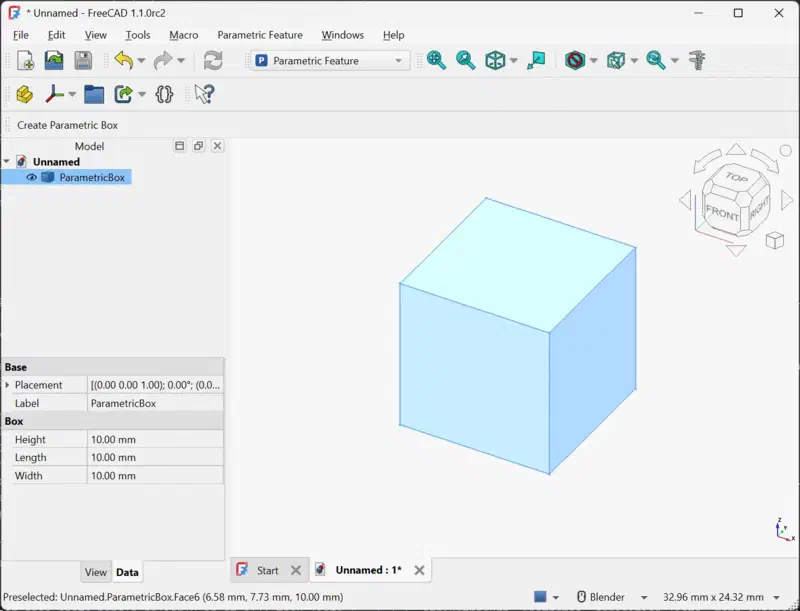 * Unnamed - FreeCAD 1.1.0rc2
File Edit View Tools Macro Parametric Feature Windows Help
P Parametric Feature
Create Parametric Box
Model
Unnamed
ParametricBox
TOP
FRONT
RIGHT
Base
Placement [(0.00 0.00 1.00); 0.00°; (0.0...
Label ParametricBox
Box
Height 10.00 mm
Length 10.00 mm
Width 10.00 mm
Z
Y
X
View Data
Start
Unnamed : 1*
Preselected: Unnamed.ParametricBox.Face6 (6.58 mm, 7.73 mm, 10.00 mm)
Blender
32.96 mm x 24.32 mm